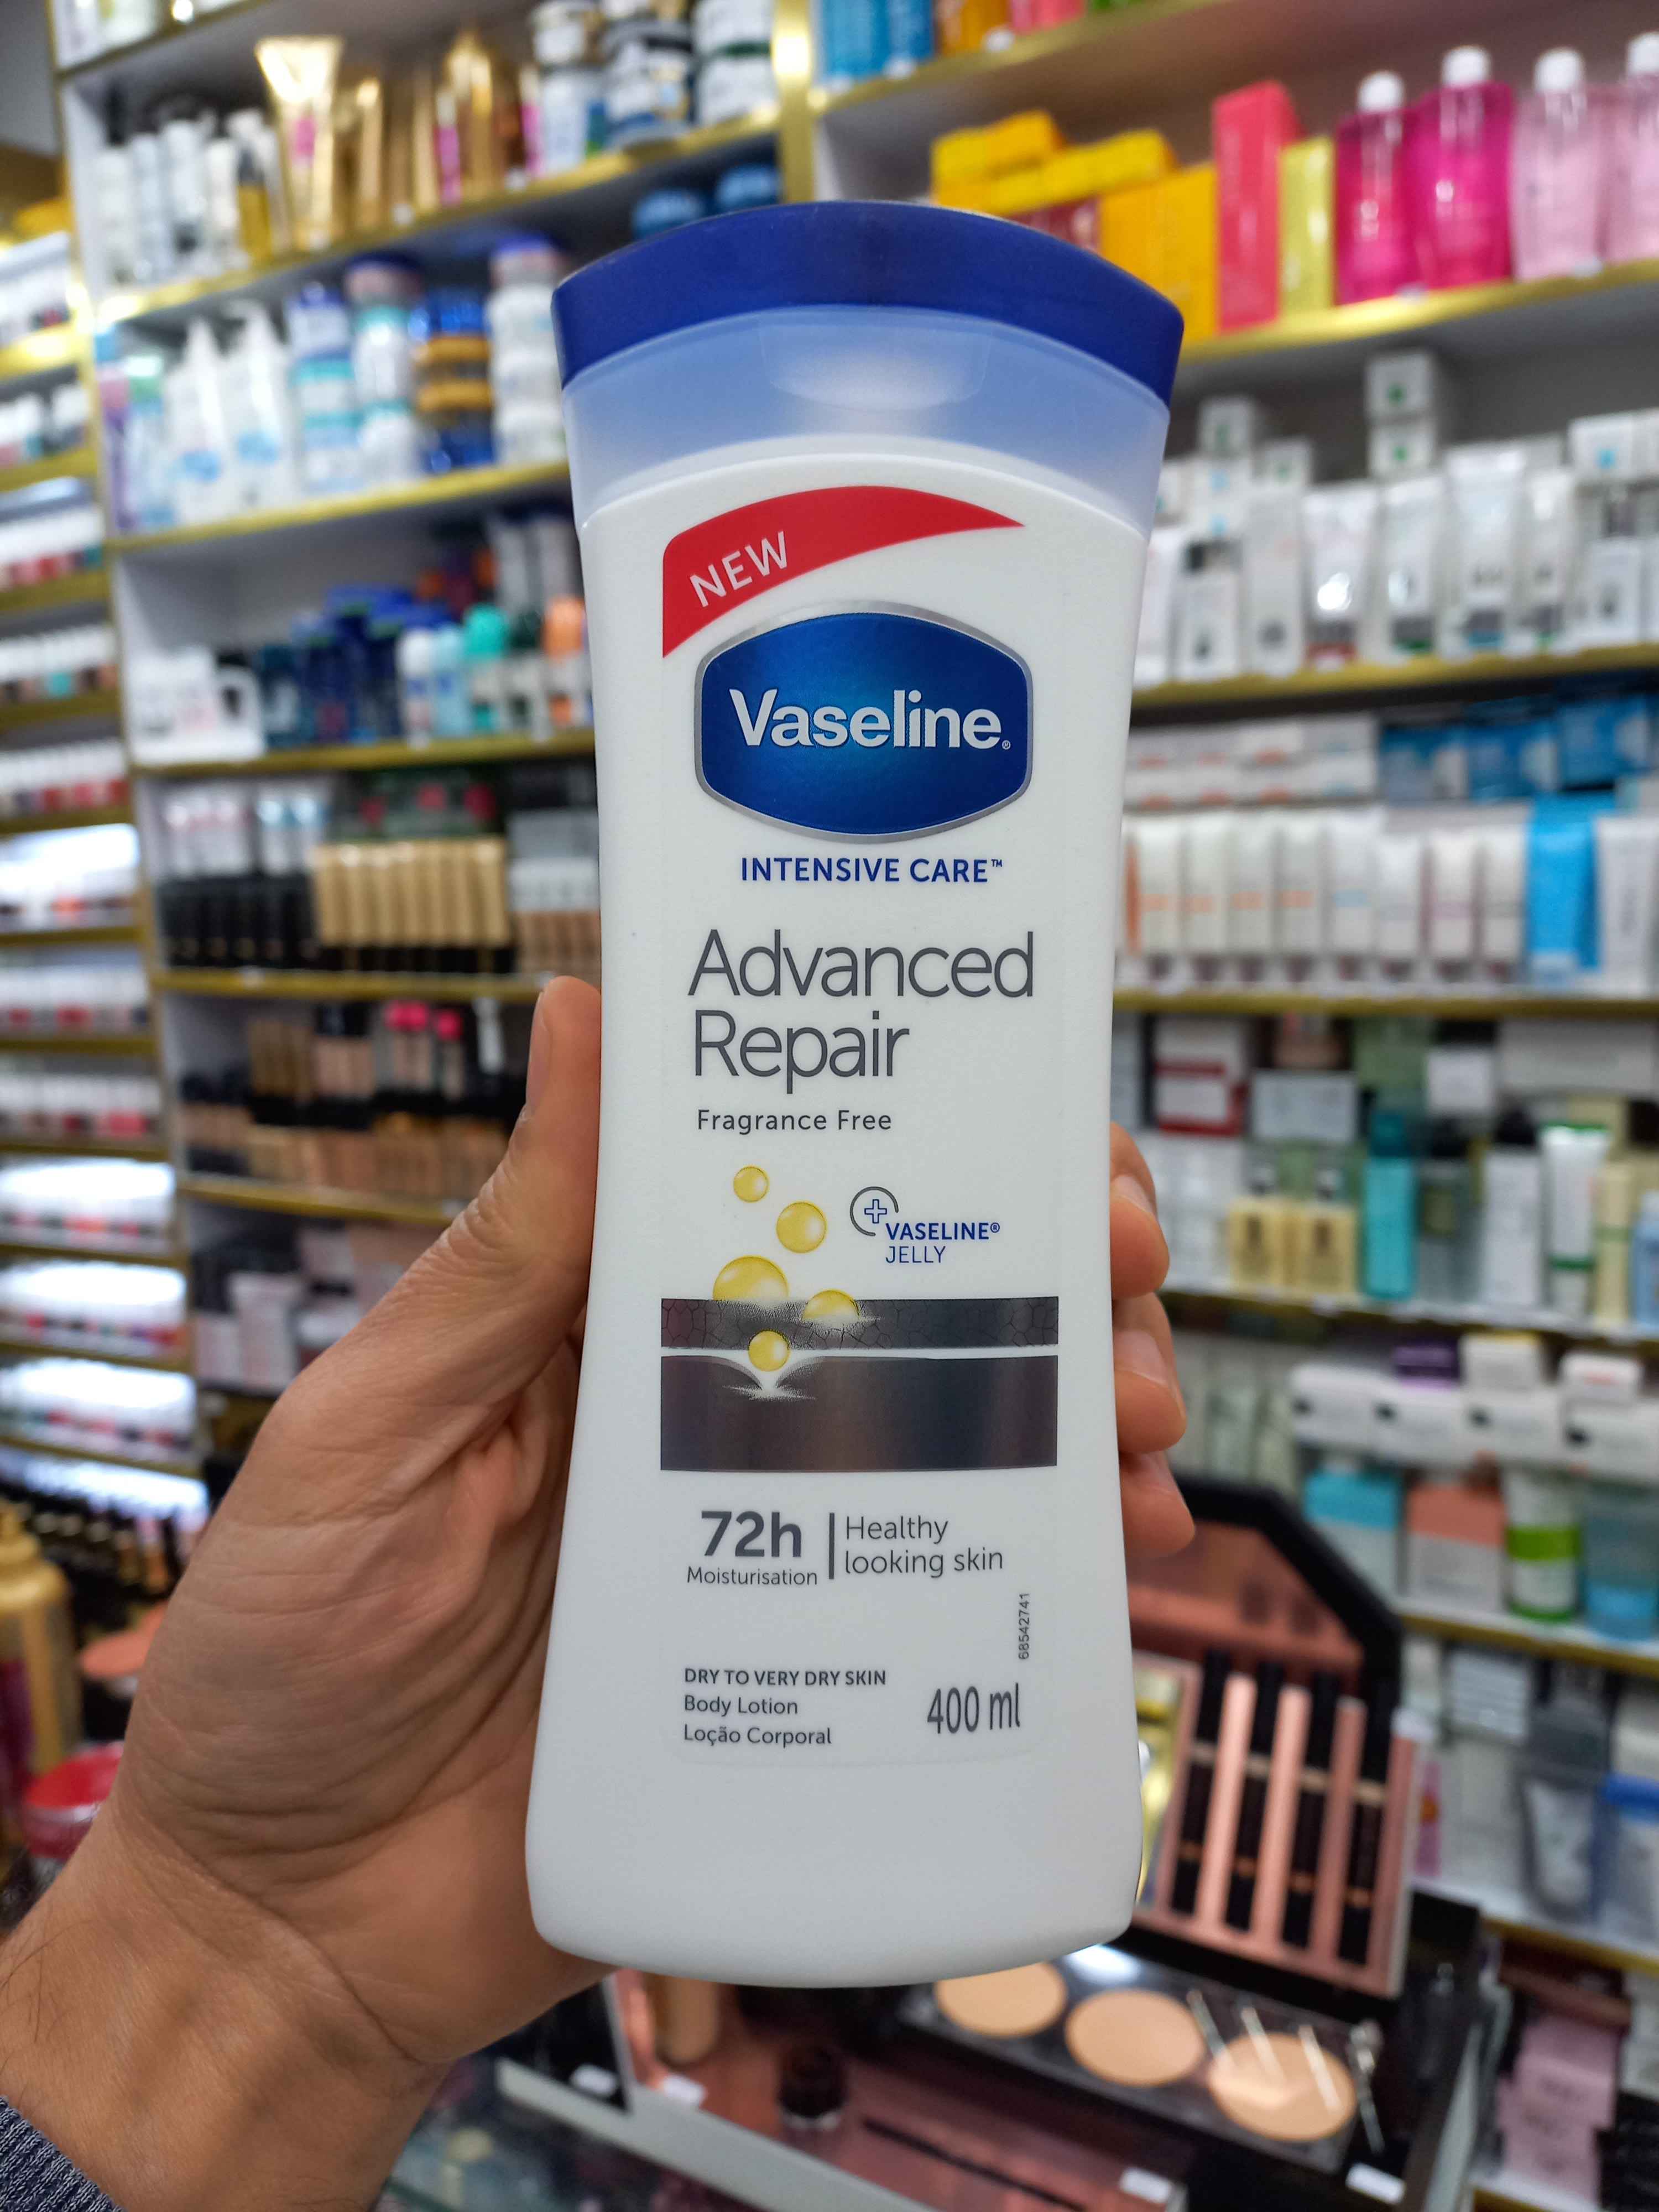 NEW
Vaseline®
INTENSIVE CARE™
Advanced
Repair
Fragrance Free
VASELINE®
JELLY
72h
Moisturisation
Healthy
looking skin
68542741
DRY TO VERY DRY SKIN
Body Lotion
Loção Corporal
400 ml